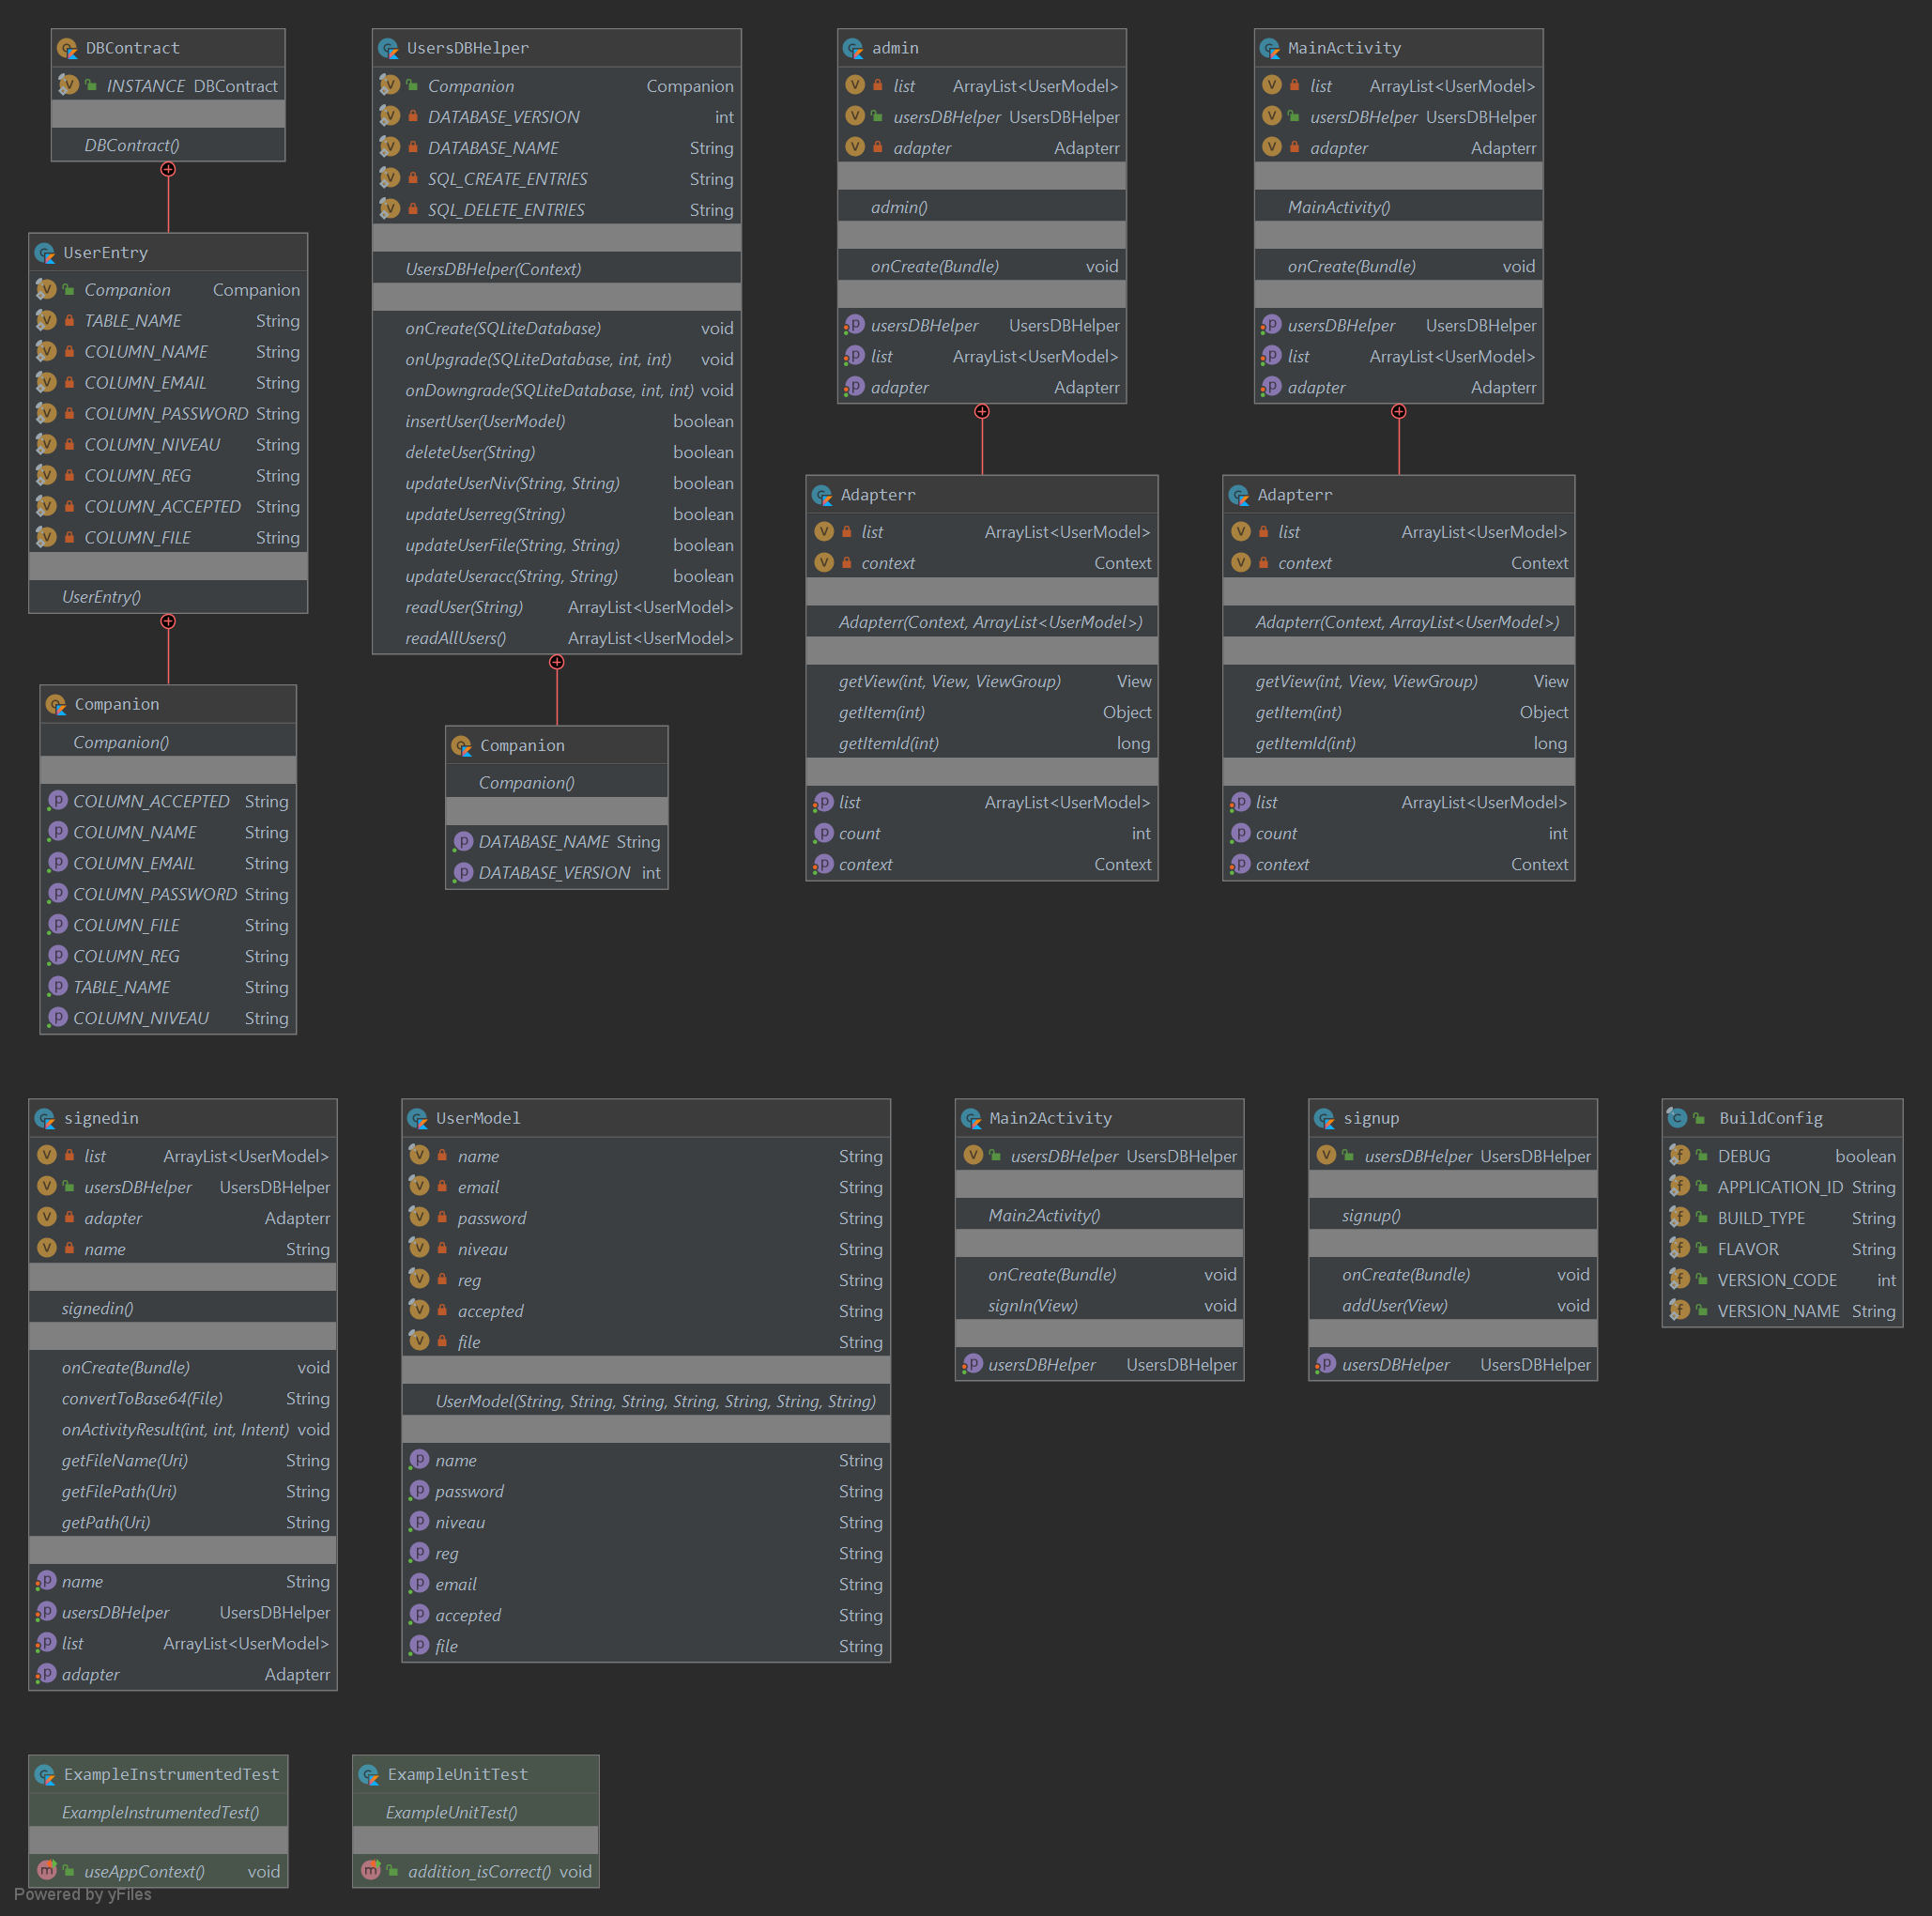 DBContract
INSTANCE DBContract
DBContract()
UserEntry
Companion Companion
TABLE_NAME String
COLUMN_NAME String
COLUMN_EMAIL String
COLUMN_PASSWORD String
COLUMN_NIVEAU String
COLUMN_REG String
COLUMN_ACCEPTED String
COLUMN_FILE String
UserEntry()
Companion
Companion()
COLUMN_ACCEPTED String
COLUMN_NAME String
COLUMN_EMAIL String
COLUMN_PASSWORD String
COLUMN_FILE String
COLUMN_REG String
TABLE_NAME String
COLUMN_NIVEAU String
UsersDBHelper
Companion Companion
DATABASE_VERSION int
DATABASE_NAME String
SQL_CREATE_ENTRIES String
SQL_DELETE_ENTRIES String
UsersDBHelper(Context)
onCreate(SQLiteDatabase) void
onUpgrade(SQLiteDatabase, int, int) void
onDowngrade(SQLiteDatabase, int, int) void
insertUser(UserModel) boolean
deleteUser(String) boolean
updateUserNiv(String, String) boolean
updateUserreg(String) boolean
updateUserFile(String, String) boolean
updateUseracc(String, String) boolean
readUser(String) ArrayList<UserModel>
readAllUsers() ArrayList<UserModel>
Companion
Companion()
DATABASE_NAME String
DATABASE_VERSION int
admin
list ArrayList<UserModel>
usersDBHelper UsersDBHelper
adapter Adapterr
admin()
onCreate(Bundle) void
usersDBHelper UsersDBHelper
list ArrayList<UserModel>
adapter Adapterr
Adapterr
list ArrayList<UserModel>
context Context
Adapterr(Context, ArrayList<UserModel>)
getView(int, View, ViewGroup) View
getItem(int) Object
getItemId(int) long
list ArrayList<UserModel>
count int
context Context
MainActivity
list ArrayList<UserModel>
usersDBHelper UsersDBHelper
adapter Adapterr
MainActivity()
onCreate(Bundle) void
usersDBHelper UsersDBHelper
list ArrayList<UserModel>
adapter Adapterr
Adapterr
list ArrayList<UserModel>
context Context
Adapterr(Context, ArrayList<UserModel>)
getView(int, View, ViewGroup) View
getItem(int) Object
getItemId(int) long
list ArrayList<UserModel>
count int
context Context
signedin
list ArrayList<UserModel>
usersDBHelper UsersDBHelper
adapter Adapterr
name String
signedin()
onCreate(Bundle) void
convertToBase64(File) String
onActivityResult(int, int, Intent) void
getFileName(Uri) String
getFilePath(Uri) String
getPath(Uri) String
name String
usersDBHelper UsersDBHelper
list ArrayList<UserModel>
adapter Adapterr
UserModel
name String
email String
password String
niveau String
reg String
accepted String
file String
UserModel(String, String, String, String, String, String, String)
name String
password String
niveau String
reg String
email String
accepted String
file String
Main2Activity
usersDBHelper UsersDBHelper
Main2Activity()
onCreate(Bundle) void
signIn(View) void
usersDBHelper UsersDBHelper
signup
usersDBHelper UsersDBHelper
signup()
onCreate(Bundle) void
addUser(View) void
usersDBHelper UsersDBHelper
BuildConfig
DEBUG boolean
APPLICATION_ID String
BUILD_TYPE String
FLAVOR String
VERSION_CODE int
VERSION_NAME String
ExampleInstrumentedTest
ExampleInstrumentedTest()
useAppContext() void
ExampleUnitTest
ExampleUnitTest()
addition_isCorrect() void
Powered by yFiles